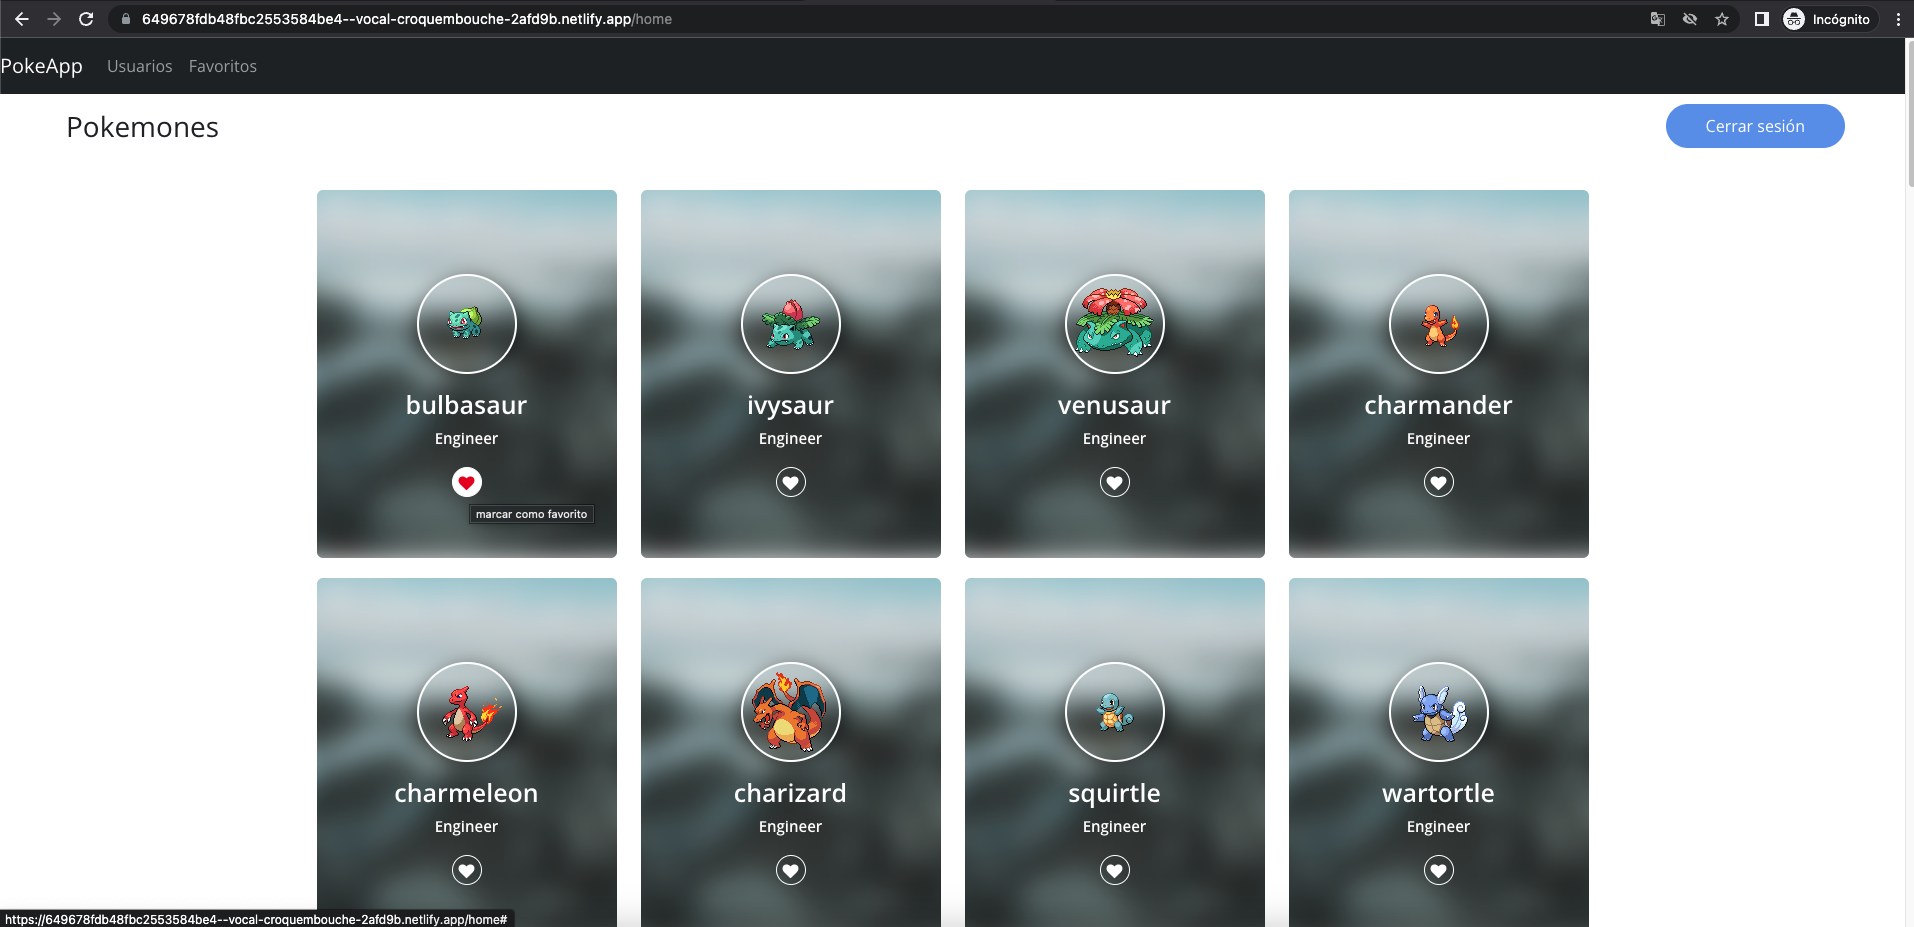 649678fdb48fbc2553584be4--vocal-croquembouche-2afd9b.netlify.app/home
Incógnito
PokeApp Usuarios Favoritos
Pokemones
Cerrar sesión
bulbasaur
Engineer
marcar como favorito
ivysaur
Engineer
venusaur
Engineer
charmander
Engineer
charmeleon
Engineer
charizard
Engineer
squirtle
Engineer
wartortle
Engineer
https://649678fdb48fbc2553584be4--vocal-croquembouche-2afd9b.netlify.app/home#